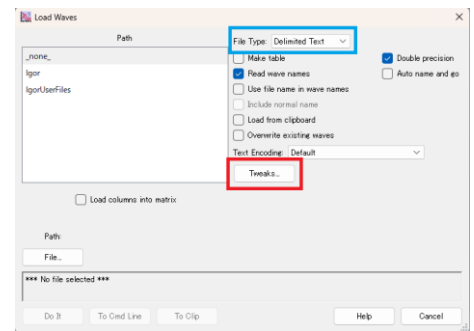 Load Waves
Path
_none_
Igor
IgorUserFiles
File Type: Delimited Text
Make table
Double precision
Read wave names
Auto name and go
Use file name in wave names
Include normal name
Load from clipboard
Overwrite existing waves
Text Encoding: Default
Tweaks...
Load columns into matrix
Path:
File...
*** No file selected ***
Do It
To Cmd Line
To Clip
Help
Cancel